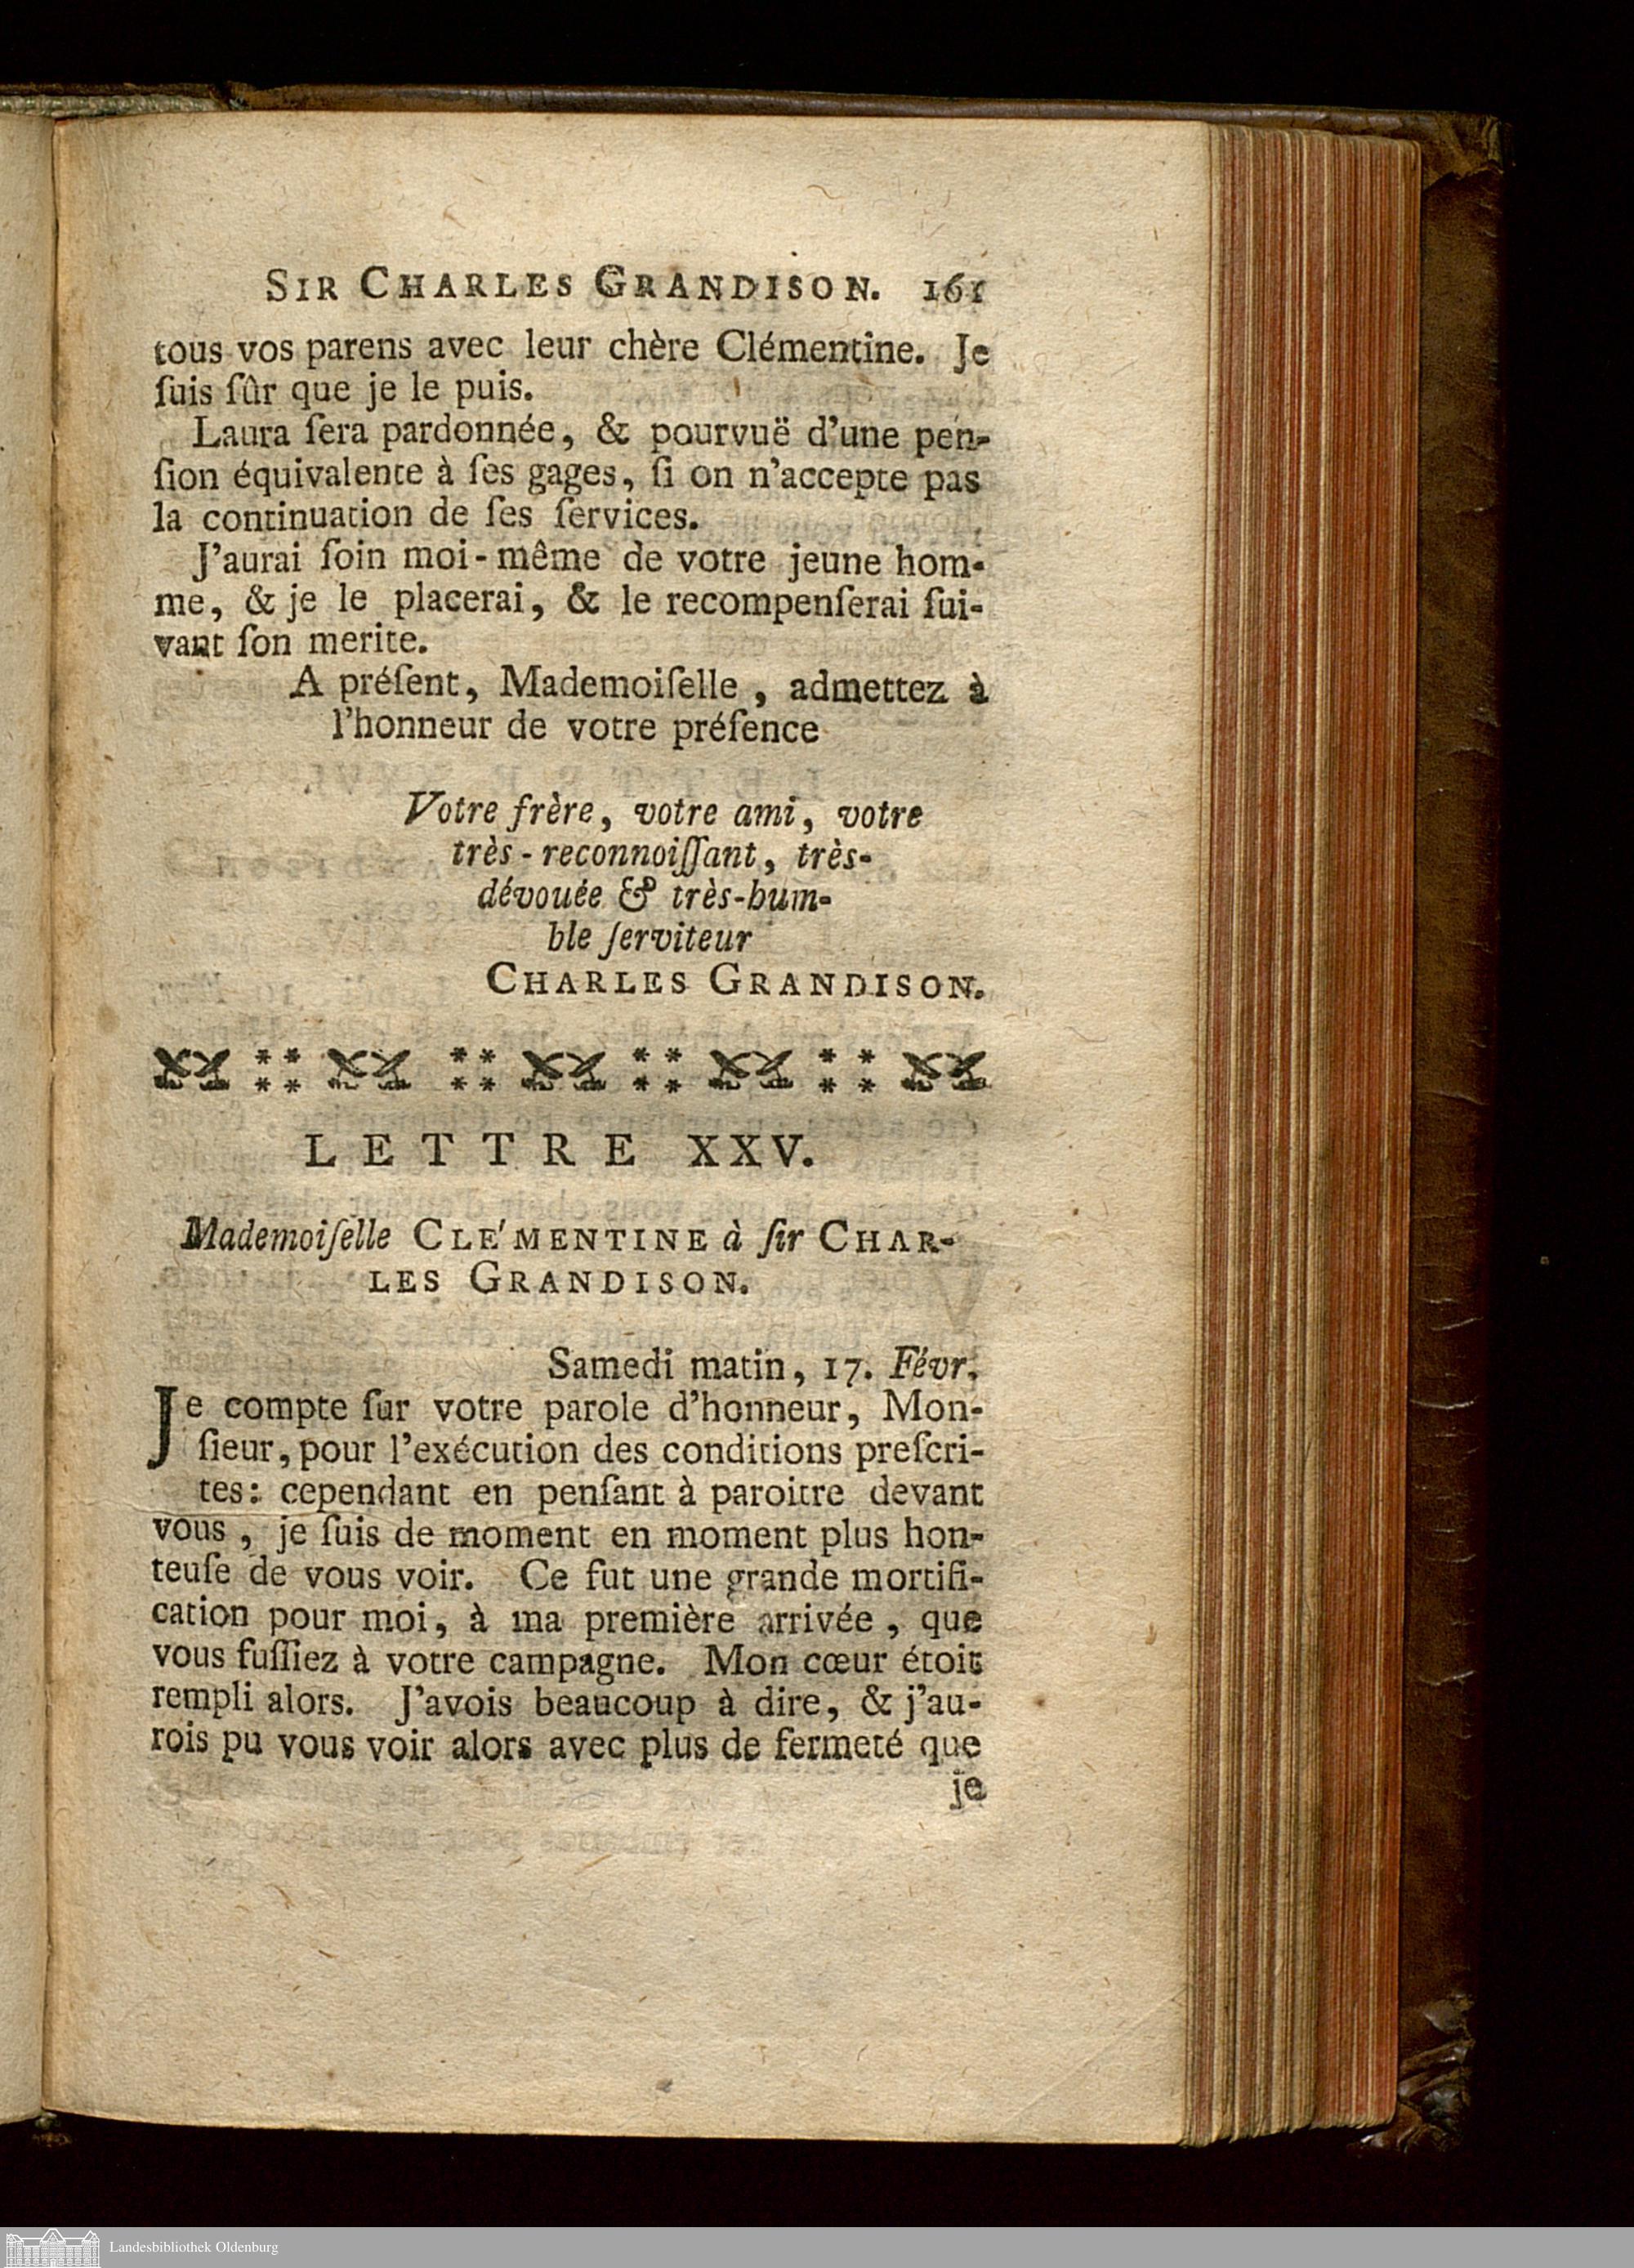 SIR CHARLES GRANDISON. 161
tous vos parens avec leur chère Clémentine. Je
ſuis ſûr que je le puis.
Laura ſera pardonnée, & pourvuë d'une pen-
ſion équivalente à ſes gages, ſi on n'accepte pas
la continuation de ſes ſervices.
J'aurai ſoin moi-même de votre jeune hom-
me, & je le placerai, & le recompenſerai ſui-
vant ſon merite.
A préſent, Mademoiſelle, admettez à
l'honneur de votre préſence
Votre frère, votre ami, votre
très-reconnoiſſant, très-
dévouée & très-hum-
ble ſerviteur
CHARLES GRANDISON.
LETTRE XXV.
Mademoiſelle CLE'MENTINE à ſir CHAR-
LES GRANDISON.
Samedi matin, 17. Févr.
Je compte ſur votre parole d'honneur, Mon-
ſieur, pour l'exécution des conditions preſcri-
tes: cependant en penſant à paroitre devant
vous, je ſuis de moment en moment plus hon-
teuſe de vous voir. Ce fut une grande mortifi-
cation pour moi, à ma première arrivée, que
vous fuſſiez à votre campagne. Mon cœur étoit
rempli alors. J'avois beaucoup à dire, & j'au-
rois pu vous voir alors avec plus de fermeté que
je
Landesbibliothek Oldenburg